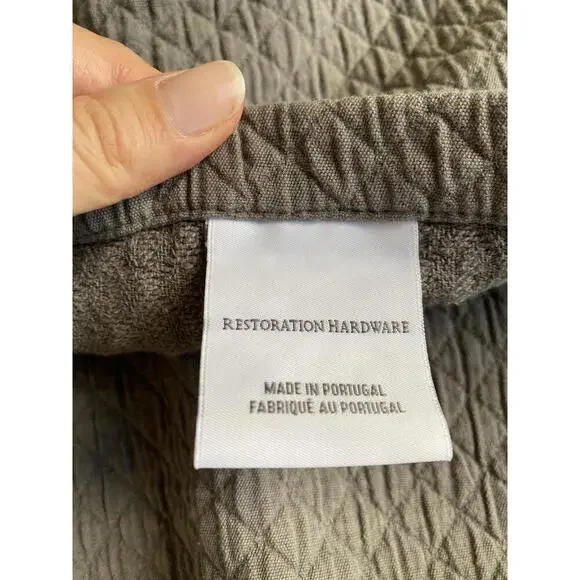 RESTORATION HARDWARE
MADE IN PORTUGAL
FABRIQUÉ AU PORTUGAL